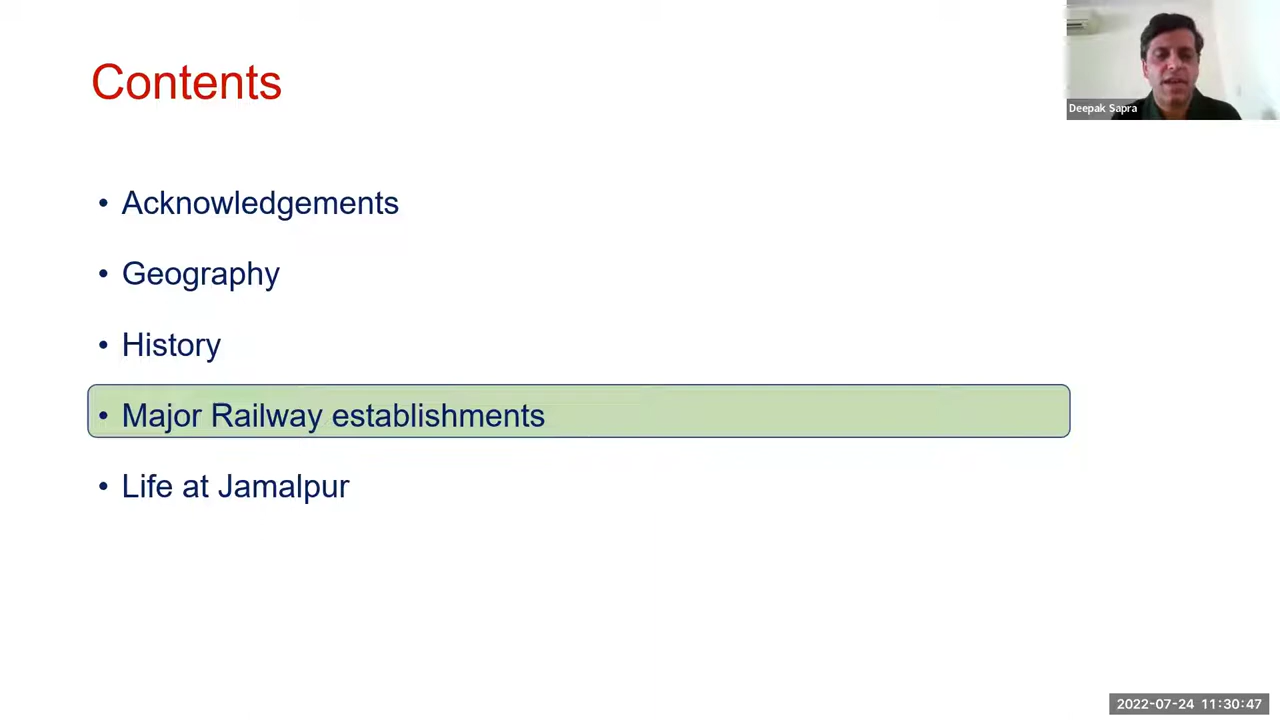 Contents
Deepak Sapra
• Acknowledgements
• Geography
• History
• Major Railway establishments
• Life at Jamalpur
2022-07-24 11:30:47